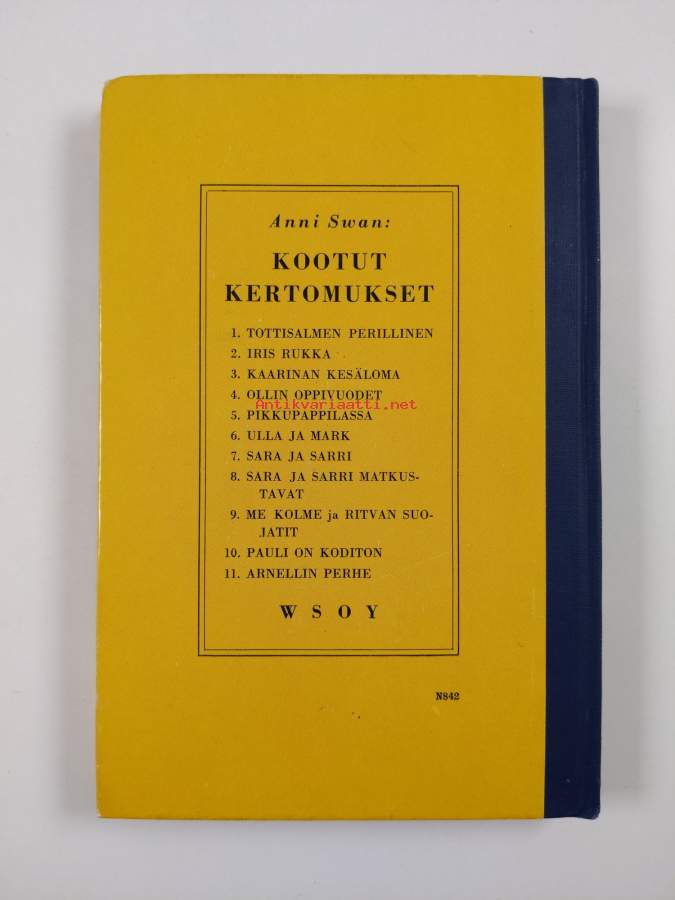 Anni Swan:
KOOTUT
KERTOMUKSET
1. TOTTISALMEN PERILLINEN
2. IRIS RUKKA
3. KAARINAN KESÄLOMA
4. OLLIN OPPIVUODET
Antikvariaatti.net
5. PIKKUPAPPILASSA
6. ULLA JA MARK
7. SARA JA SARRI
8. SARA JA SARRI MATKUS-
TAVAT
9. ME KOLME ja RITVAN SUO-
JATIT
10. PAULI ON KODITON
11. ARNELLIN PERHE
WSOY
N842